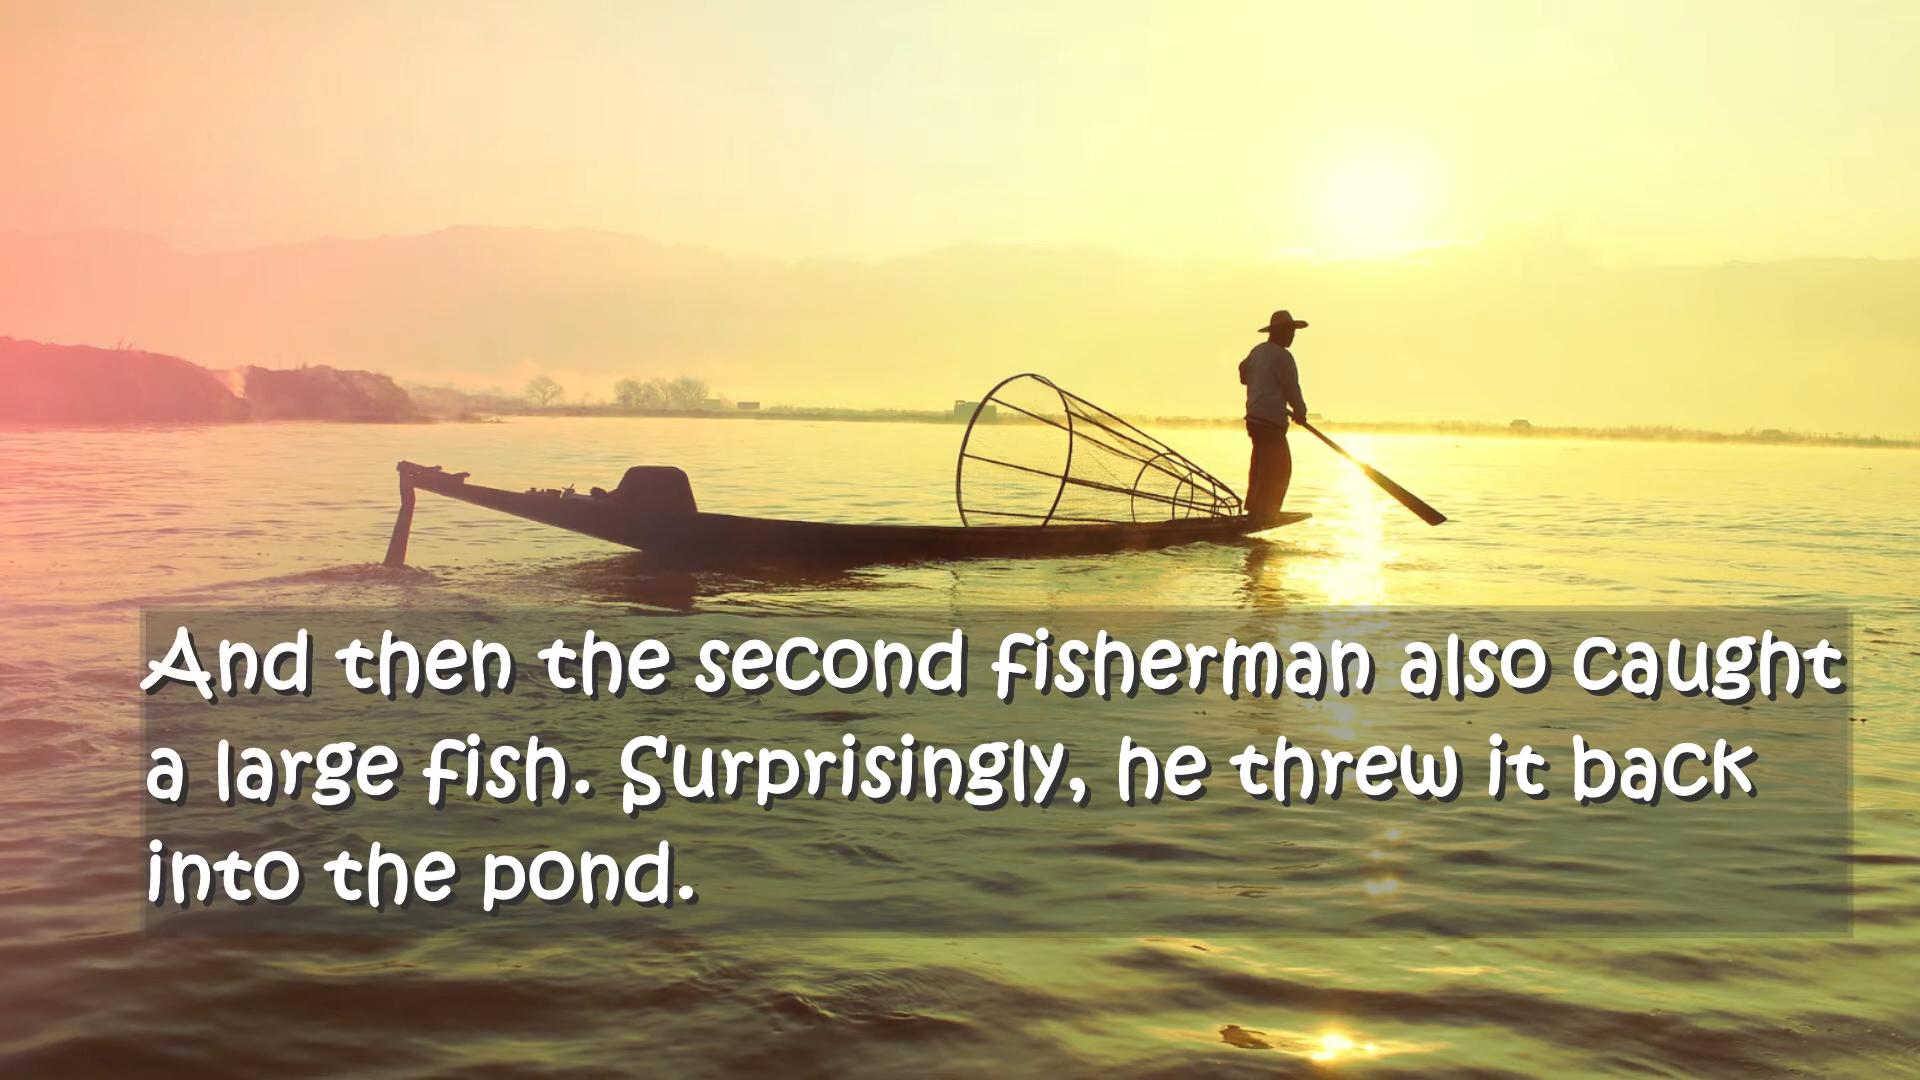 And then the second fisherman also caught
a large fish. Surprisingly, he threw it back
into the pond.